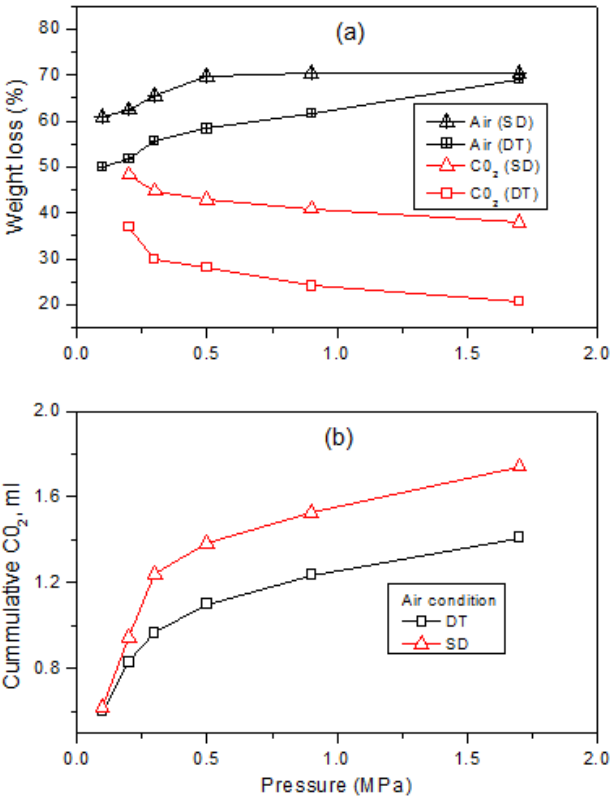 (a)
80
70
60
50
40
30
20
Weight loss (%)
Air (SD)
Air (DT)
C0₂ (SD)
C0₂ (DT)
0.0 0.5 1.0 1.5 2.0
(b)
2.0
1.6
1.2
0.8
Cummulative C0₂, ml
Air condition
DT
SD
0.0 0.5 1.0 1.5 2.0
Pressure (MPa)